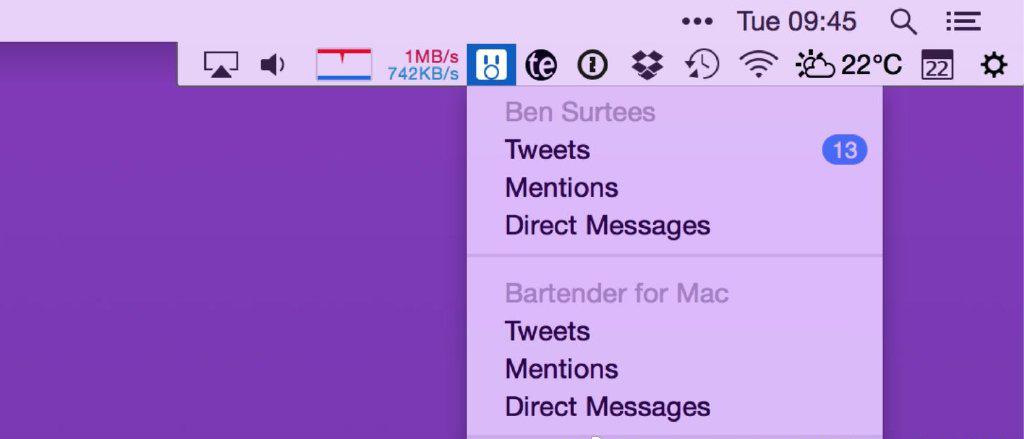 ••• Tue 09:45
1MB/s
742KB/s
te
22°C
22
Ben Surtees
Tweets 13
Mentions
Direct Messages
Bartender for Mac
Tweets
Mentions
Direct Messages